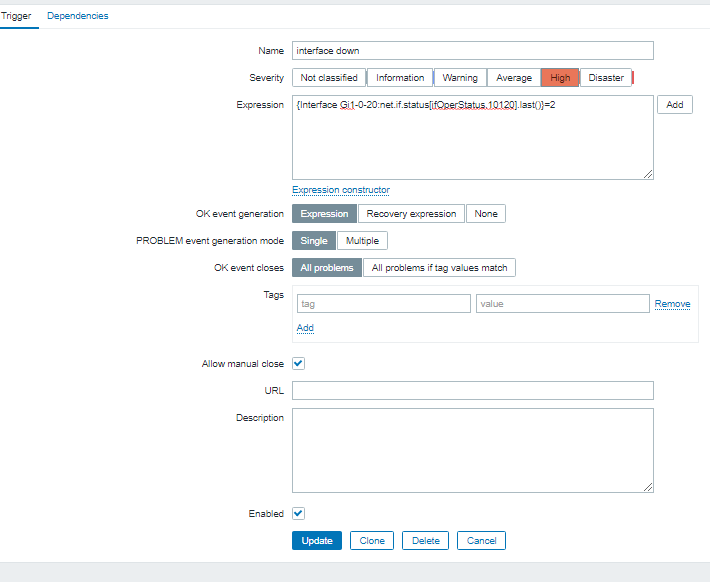 Trigger Dependencies
Name interface down
Severity Not classified Information Warning Average High Disaster
Expression {Interface Gi1-0-20:net.if.status[ifOperStatus.10120].last()}=2 Add
Expression constructor
OK event generation Expression Recovery expression None
PROBLEM event generation mode Single Multiple
OK event closes All problems All problems if tag values match
Tags tag value Remove
Add
Allow manual close
URL
Description
Enabled
Update Clone Delete Cancel